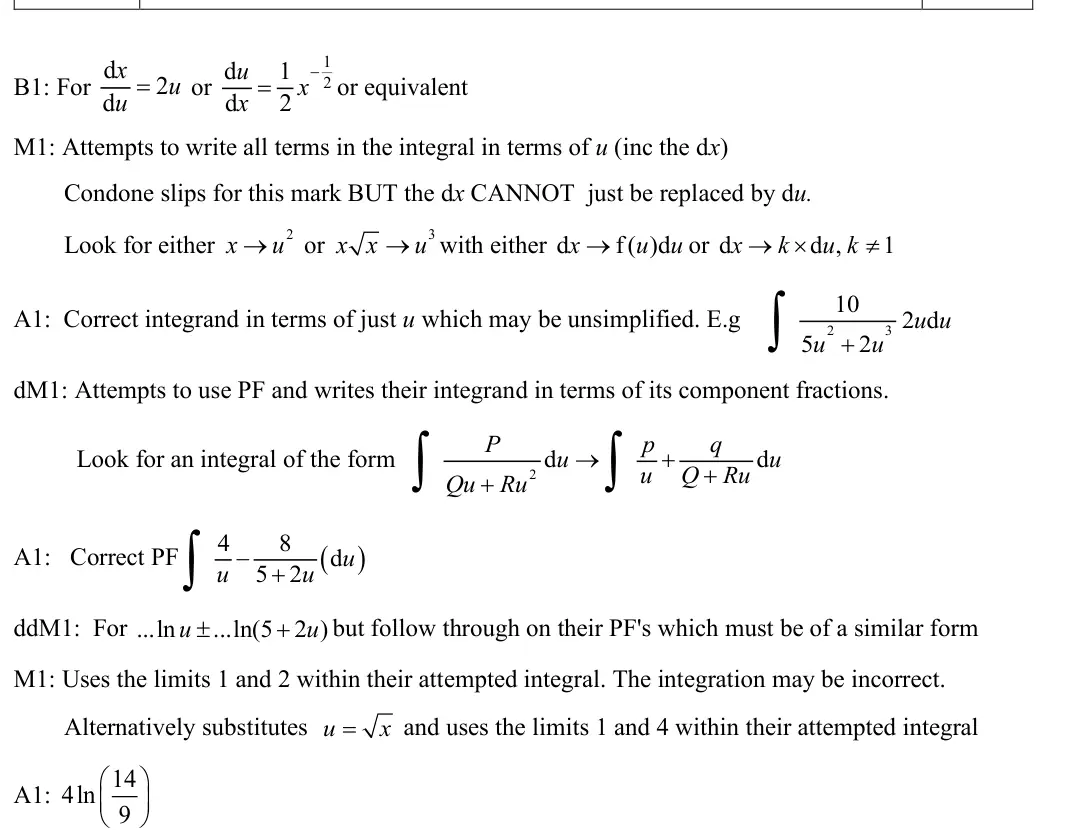 B1: For dx/du = 2u or du/dx = 1/2 x^(-1/2) or equivalent
M1: Attempts to write all terms in the integral in terms of u (inc the dx)
Condone slips for this mark BUT the dx CANNOT just be replaced by du.
Look for either x → u² or x√x → u³ with either dx → f(u)du or dx → k × du, k ≠ 1
A1: Correct integrand in terms of just u which may be unsimplified. E.g ∫ 10/(5u² + 2u³) 2udu
dM1: Attempts to use PF and writes their integrand in terms of its component fractions.
Look for an integral of the form ∫ P/(Qu + Ru²) du → ∫ p/u + q/(Q + Ru) du
A1: Correct PF ∫ 4/u − 8/(5 + 2u) (du)
ddM1: For ...ln u ± ...ln(5 + 2u) but follow through on their PF's which must be of a similar form
M1: Uses the limits 1 and 2 within their attempted integral. The integration may be incorrect.
Alternatively substitutes u = √x and uses the limits 1 and 4 within their attempted integral
A1: 4 ln(14/9)